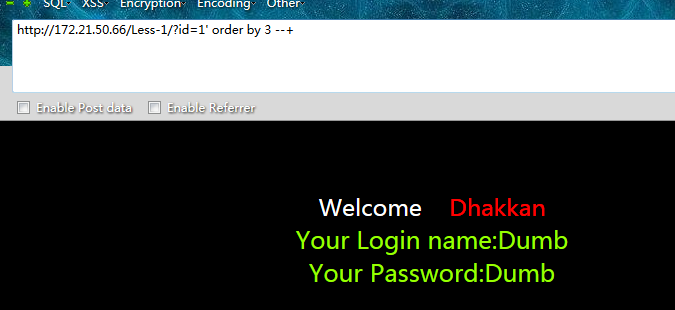 SQL XSS Encryption Encoding Other
http://172.21.50.66/Less-1/?id=1' order by 3 --+
Enable Post data Enable Referrer
Welcome Dhakkan
Your Login name:Dumb
Your Password:Dumb